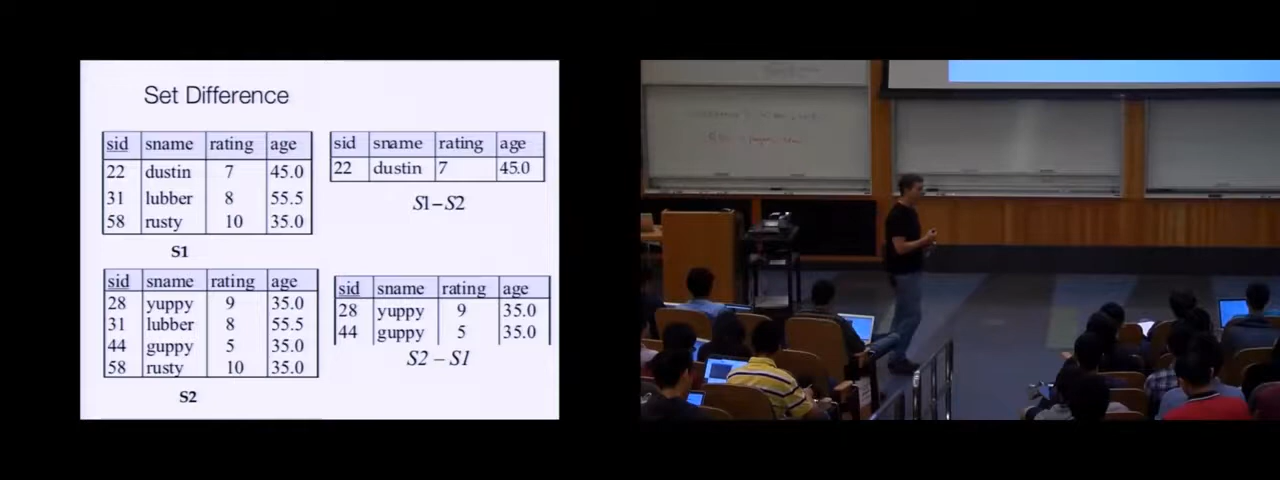 Set Difference
sid sname rating age
22 dustin 7 45.0
31 lubber 8 55.5
58 rusty 10 35.0
S1
sid sname rating age
22 dustin 7 45.0
S1–S2
sid sname rating age
28 yuppy 9 35.0
31 lubber 8 55.5
44 guppy 5 35.0
58 rusty 10 35.0
S2
sid sname rating age
28 yuppy 9 35.0
44 guppy 5 35.0
S2 – S1